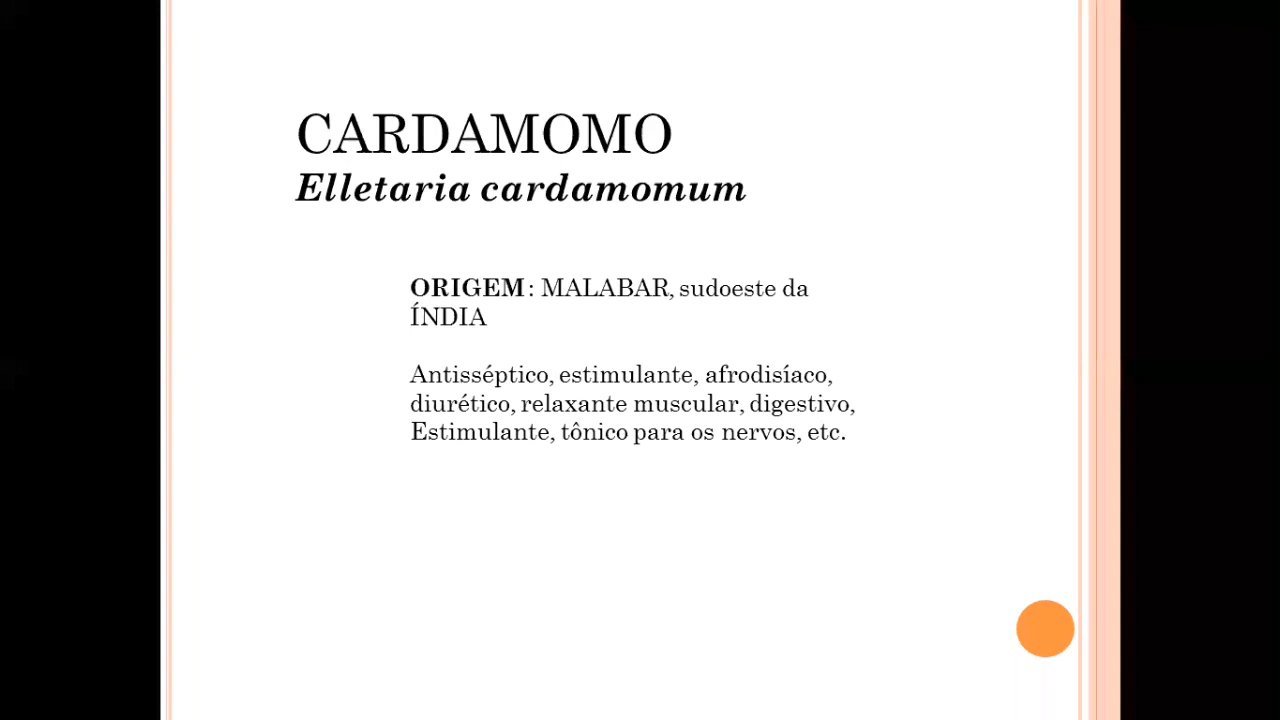 CARDAMOMO
Elletaria cardamomum
ORIGEM: MALABAR, sudoeste da
ÍNDIA
Antisséptico, estimulante, afrodisíaco,
diurético, relaxante muscular, digestivo,
Estimulante, tônico para os nervos, etc.